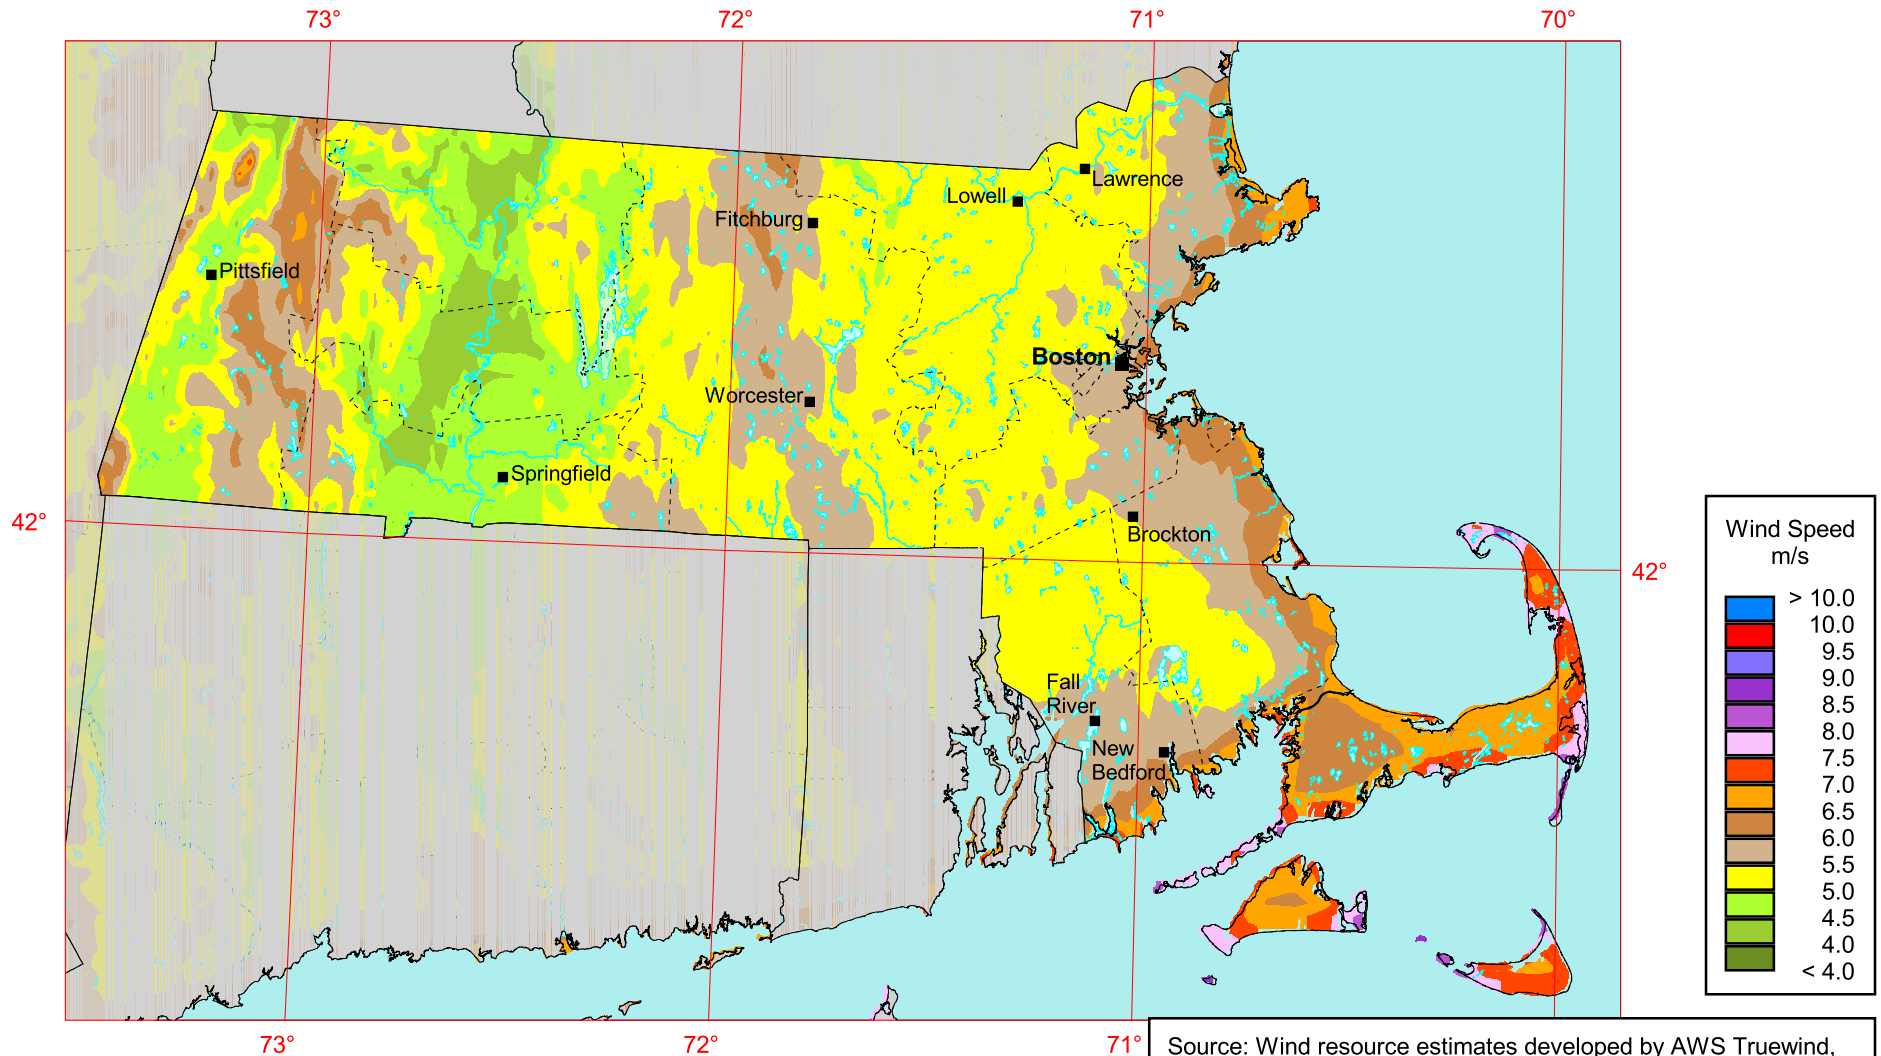 73°
72°
71°
70°
Lawrence
Lowell
Fitchburg
Pittsfield
Boston
Worcester
Springfield
42°
Brockton
42°
Fall
River
New
Bedford
Wind Speed
m/s
> 10.0
10.0
9.5
9.0
8.5
8.0
7.5
7.0
6.5
6.0
5.5
5.0
4.5
4.0
< 4.0
73°
72°
71°
Source: Wind resource estimates developed by AWS Truewind,